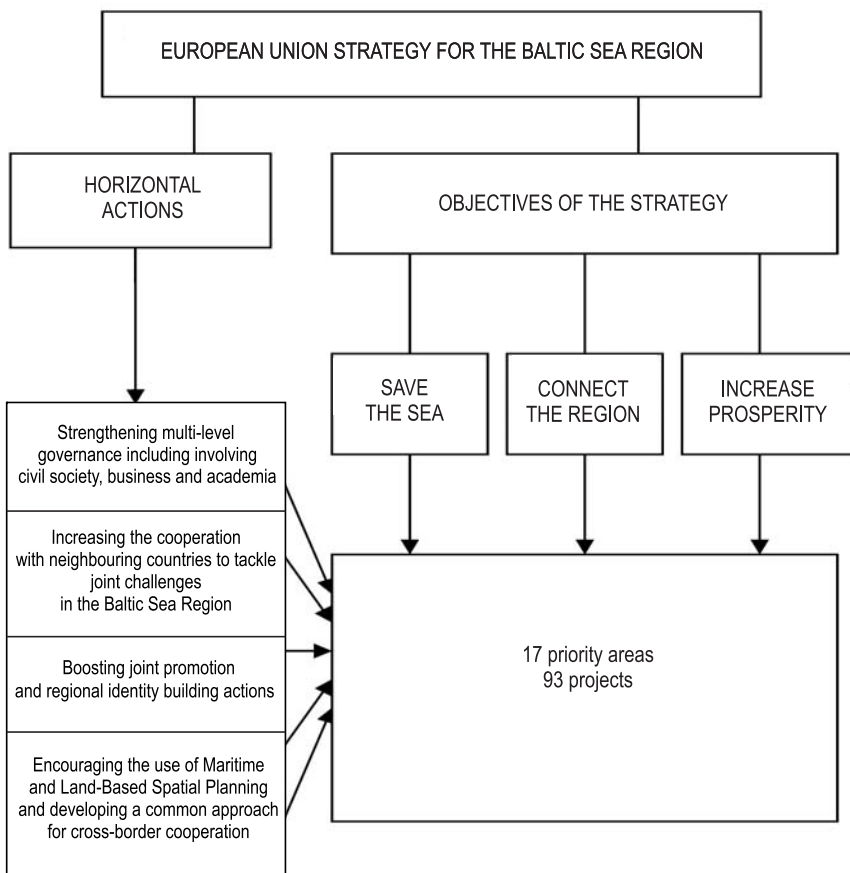 EUROPEAN UNION STRATEGY FOR THE BALTIC SEA REGION
HORIZONTAL
ACTIONS
OBJECTIVES OF THE STRATEGY
SAVE
THE SEA
CONNECT
THE REGION
INCREASE
PROSPERITY
Strengthening multi-level
governance including involving
civil society, business and academia
Increasing the cooperation
with neighbouring countries to tackle
joint challenges
in the Baltic Sea Region
Boosting joint promotion
and regional identity building actions
Encouraging the use of Maritime
and Land-Based Spatial Planning
and developing a common approach
for cross-border cooperation
17 priority areas
93 projects